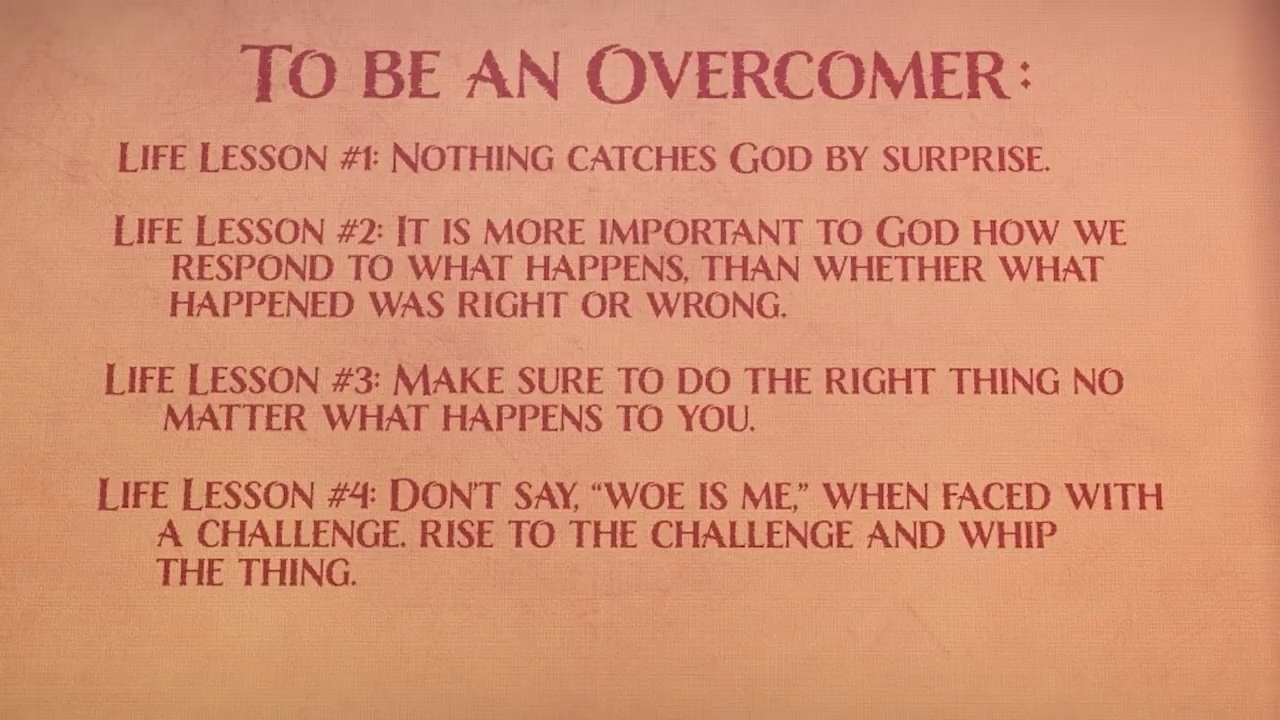 To be an Overcomer:
Life Lesson #1: Nothing catches God by surprise.
Life Lesson #2: It is more important to God how we
respond to what happens, than whether what
happened was right or wrong.
Life Lesson #3: Make sure to do the right thing no
matter what happens to you.
Life Lesson #4: Don't say, “woe is me,” when faced with
a challenge. Rise to the challenge and whip
the thing.